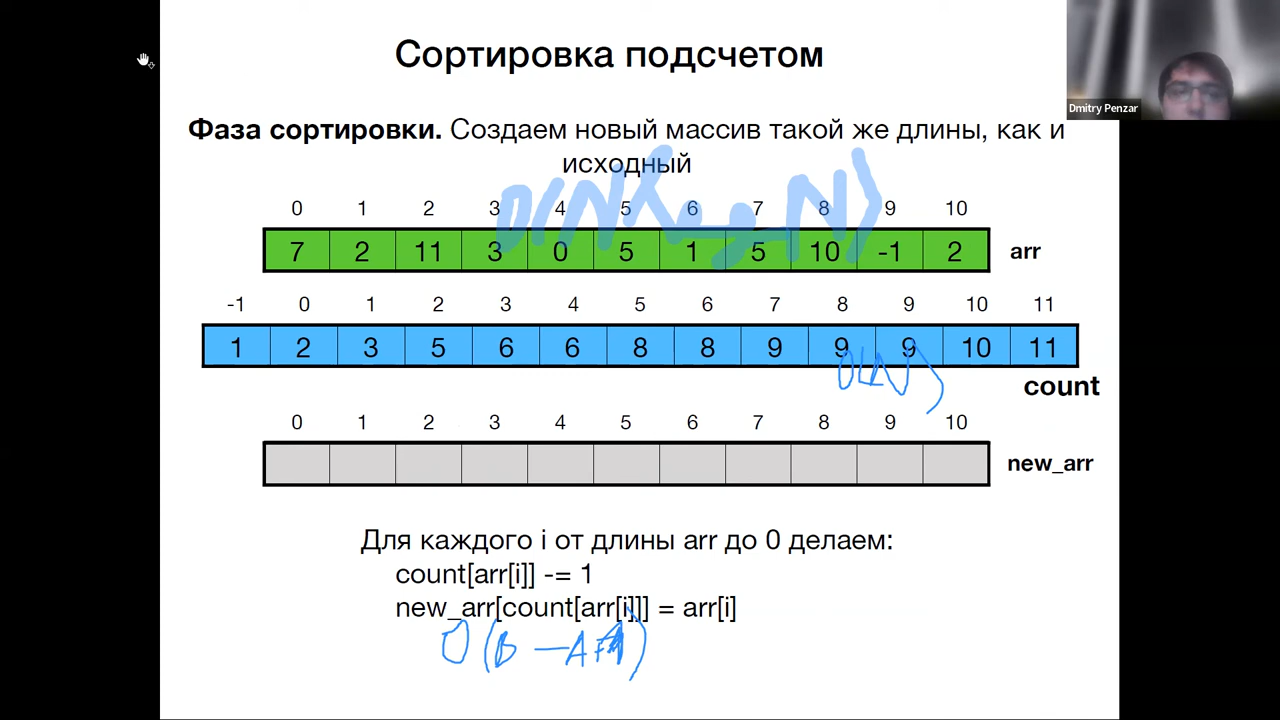 Сортировка подсчетом
Dmitry Penzar
Фаза сортировки. Создаем новый массив такой же длины, как и
исходный
O(N log N)
0 1 2 3 4 5 6 7 8 9 10
7 2 11 3 0 5 1 5 10 -1 2 arr
-1 0 1 2 3 4 5 6 7 8 9 10 11
1 2 3 5 6 6 8 8 9 9 9 10 11
O(N)
count
0 1 2 3 4 5 6 7 8 9 10
new_arr
Для каждого i от длины arr до 0 делаем:
count[arr[i]] -= 1
new_arr[count[arr[i]]] = arr[i]
O(B-A+